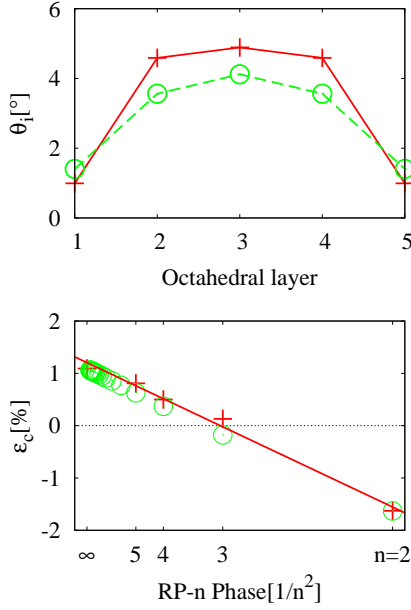 6
4
2
0
θi[°]
1 2 3 4 5
Octahedral layer
2
1
0
-1
-2
εc[%]
∞ 5 4 3 n=2
RP-n Phase[1/n²]